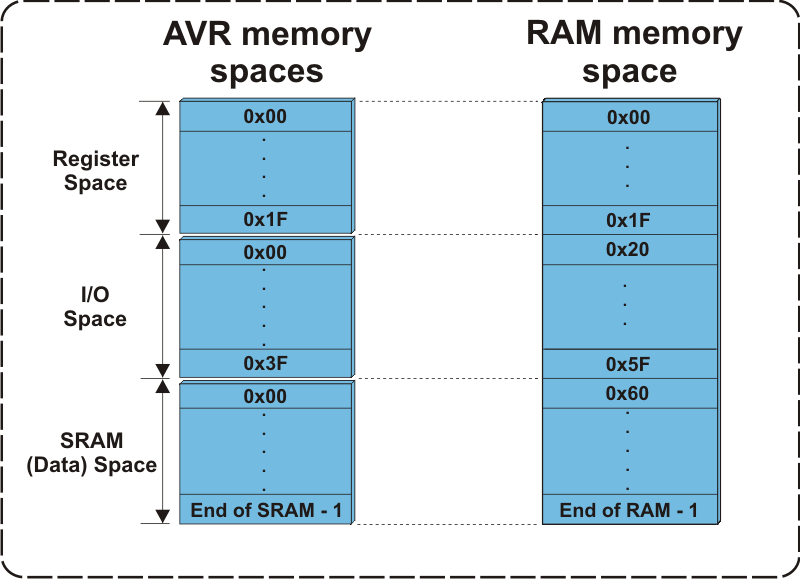 AVR memory
spaces
RAM memory
space
Register
Space
0x00
0x1F
0x00
0x1F
I/O
Space
0x00
0x3F
0x20
0x5F
SRAM
(Data) Space
0x00
End of SRAM - 1
0x60
End of RAM - 1